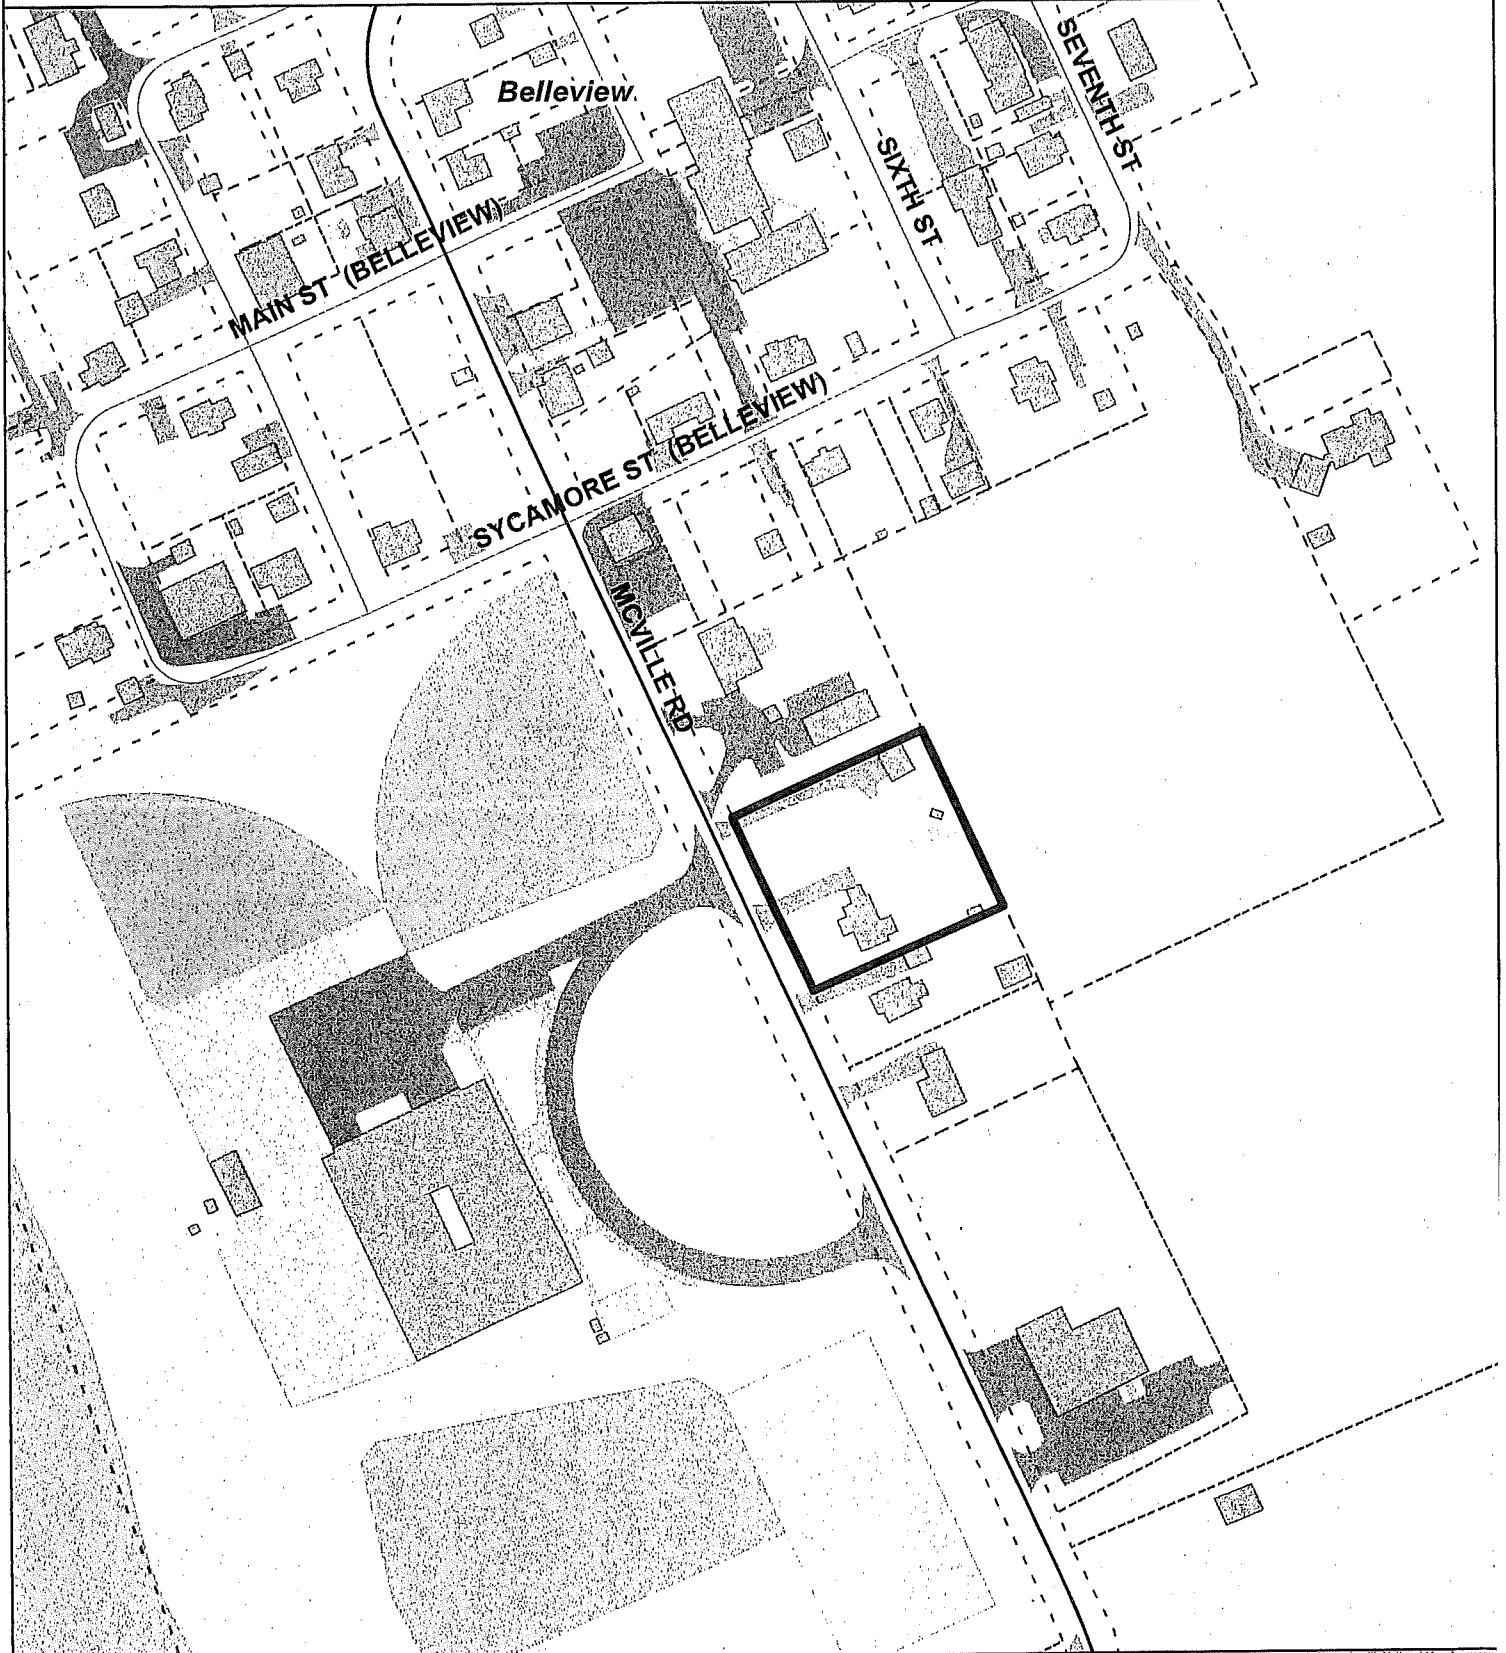 SEVENTH ST
Belleview
SIXTH ST
MAIN ST (BELLEVIEW)
SYCAMORE ST (BELLEVIEW)
MCVILLE RD